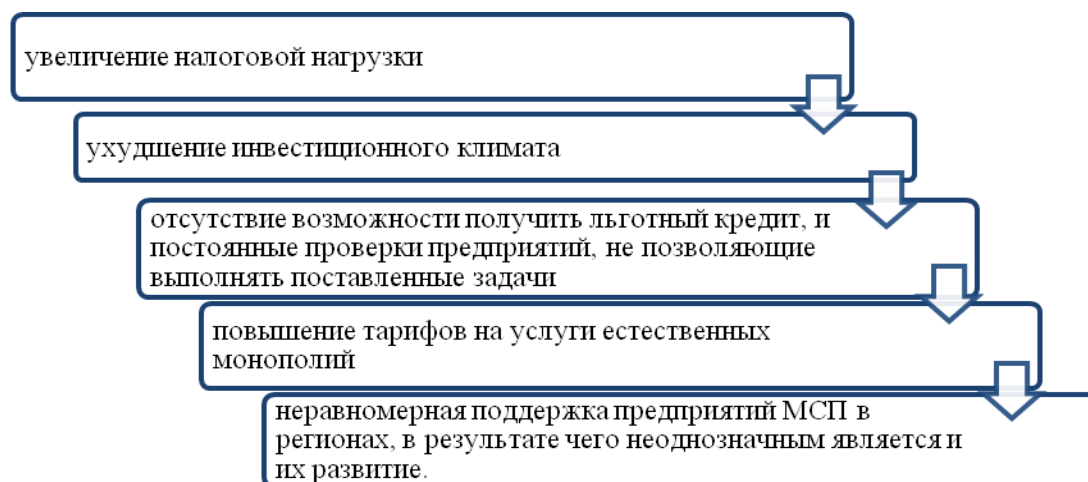 увеличение налоговой нагрузки
ухудшение инвестиционного климата
отсутствие возможности получить льготный кредит, и
постоянные проверки предприятий, не позволяющие
выполнять поставленные задачи
повышение тарифов на услуги естественных
монополий
неравномерная поддержка предприятий МСП в
регионах, в результате чего неоднозначным является и
их развитие.